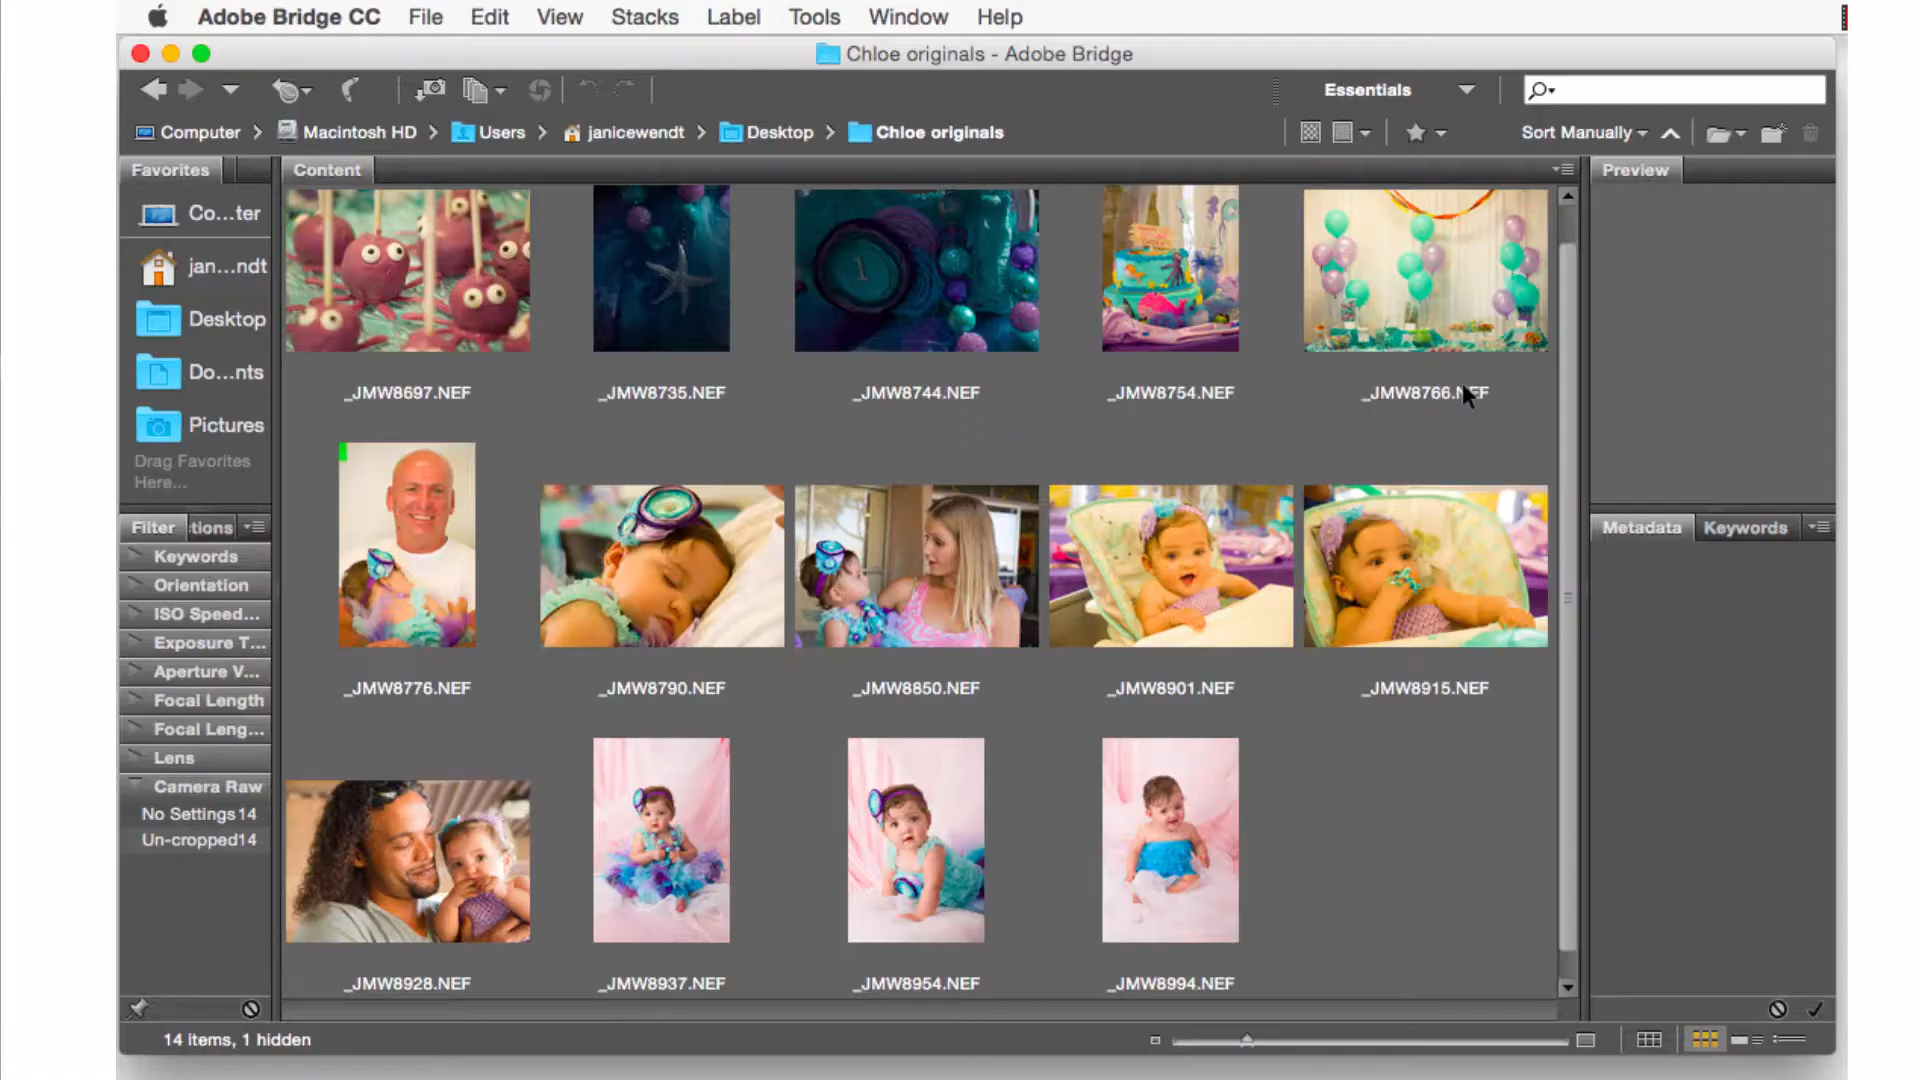 Adobe Bridge CC File Edit View Stacks Label Tools Window Help
Chloe originals - Adobe Bridge
Essentials
Computer Macintosh HD Users janicewendt Desktop Chloe originals
Sort Manually
Favorites
Content
Preview
Co...ter
jan...ndt
Desktop
Do...nts
Pictures
Drag Favorites
Here...
1
_JMW8697.NEF
_JMW8735.NEF
_JMW8744.NEF
_JMW8754.NEF
_JMW8766.NEF
Filter :tions
Metadata Keywords
Keywords
Orientation
ISO Speed...
Exposure T...
Aperture V...
Focal Length
Focal Leng...
Lens
Camera Raw
No Settings 14
Un-cropped 14
_JMW8776.NEF
_JMW8790.NEF
_JMW8850.NEF
_JMW8901.NEF
_JMW8915.NEF
_JMW8928.NEF
_JMW8937.NEF
_JMW8954.NEF
_JMW8994.NEF
14 items, 1 hidden